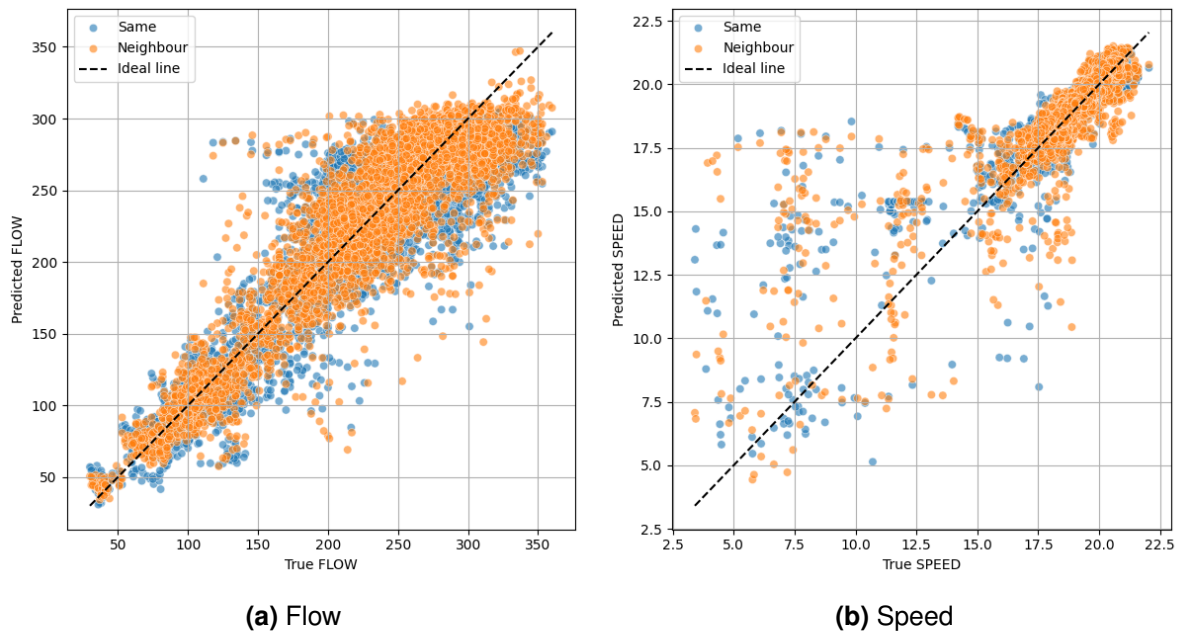 Same
Neighbour
Ideal line
350
300
250
200
150
100
50
Predicted FLOW
50 100 150 200 250 300 350
True FLOW
(a) Flow
Same
Neighbour
Ideal line
22.5
20.0
17.5
15.0
12.5
10.0
7.5
5.0
2.5
Predicted SPEED
2.5 5.0 7.5 10.0 12.5 15.0 17.5 20.0 22.5
True SPEED
(b) Speed